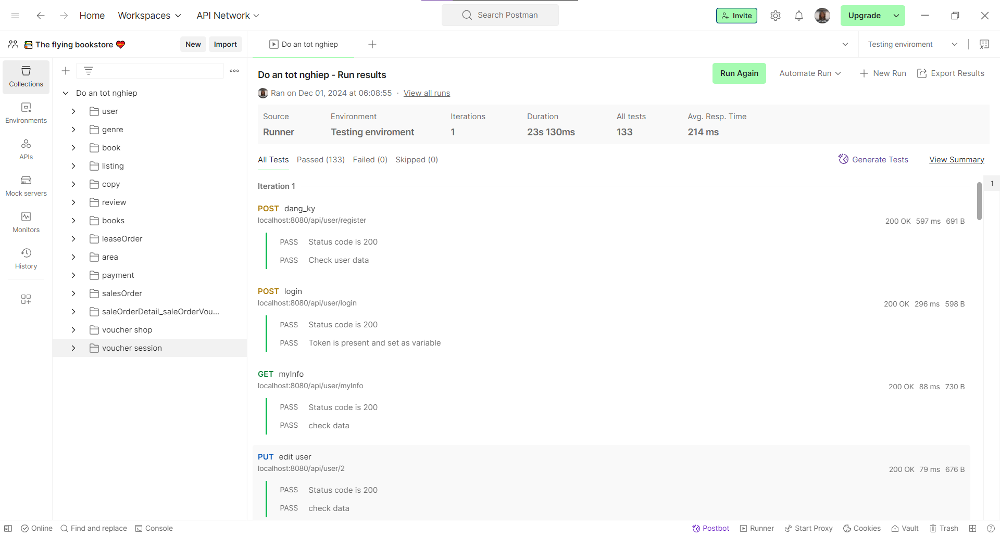 Home Workspaces API Network Search Postman Invite Upgrade
The flying bookstore New Import Do an tot nghiep Testing enviroment
Collections
Environments
APIs
Mock servers
Monitors
History
Do an tot nghiep
user
genre
book
listing
copy
review
books
leaseOrder
area
payment
salesOrder
saleOrderDetail_saleOrderVou...
voucher shop
voucher session
Do an tot nghiep - Run results Run Again Automate Run New Run Export Results
Ran on Dec 01, 2024 at 06:08:55 · View all runs
Source Environment Iterations Duration All tests Avg. Resp. Time
Runner Testing enviroment 1 23s 130ms 133 214 ms
All Tests Passed (133) Failed (0) Skipped (0) Generate Tests View Summary
Iteration 1 1
POST dang_ky
localhost:8080/api/user/register 200 OK 597 ms 691 B
PASS Status code is 200
PASS Check user data
POST login
localhost:8080/api/user/login 200 OK 296 ms 598 B
PASS Status code is 200
PASS Token is present and set as variable
GET myInfo
localhost:8080/api/user/myInfo 200 OK 88 ms 730 B
PASS Status code is 200
PASS check data
PUT edit user
localhost:8080/api/user/2 200 OK 79 ms 676 B
PASS Status code is 200
PASS check data
Online Find and replace Console Postbot Runner Start Proxy Cookies Vault Trash